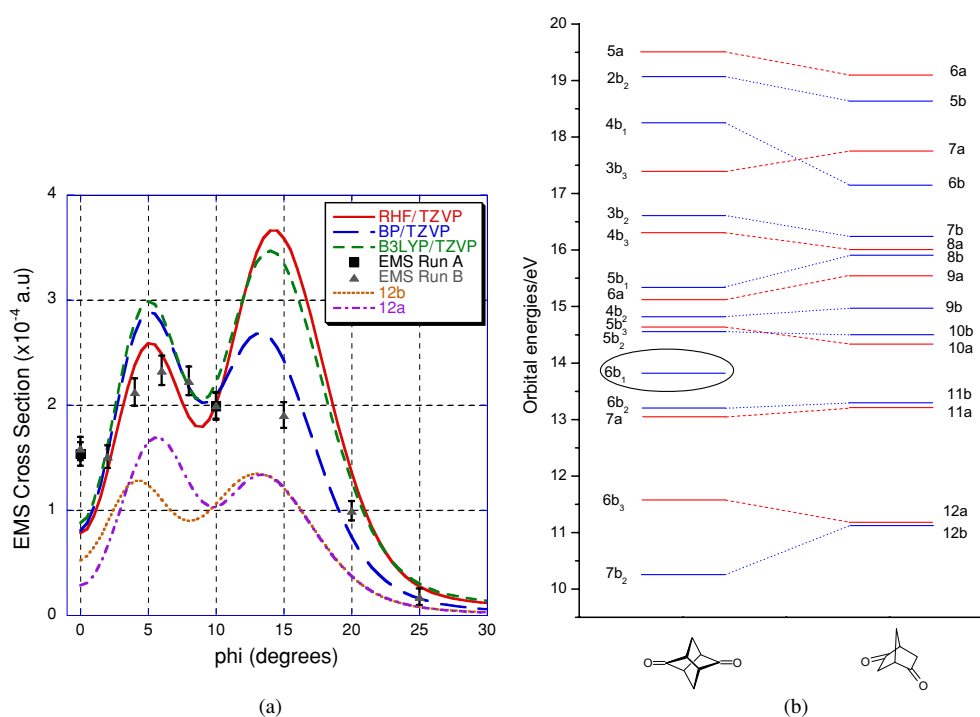 4
3
2
1
0
EMS Cross Section (x10⁻⁴ a.u)
RHF/TZVP
BP/TZVP
B3LYP/TZVP
EMS Run A
EMS Run B
12b
12a
0 5 10 15 20 25 30
phi (degrees)
(a)
20
19
18
17
16
15
14
13
12
11
10
Orbital energies/eV
5a
2b₂
4b₁
3b₃
3b₂
4b₃
5b₁
6a
4b₂
5b₃
5b₂
6b₁
6b₂
7a
6b₃
7b₂
6a
5b
7a
6b
7b
8a
8b
9a
9b
10b
10a
11b
11a
12a
12b
O O
O
O
(b)